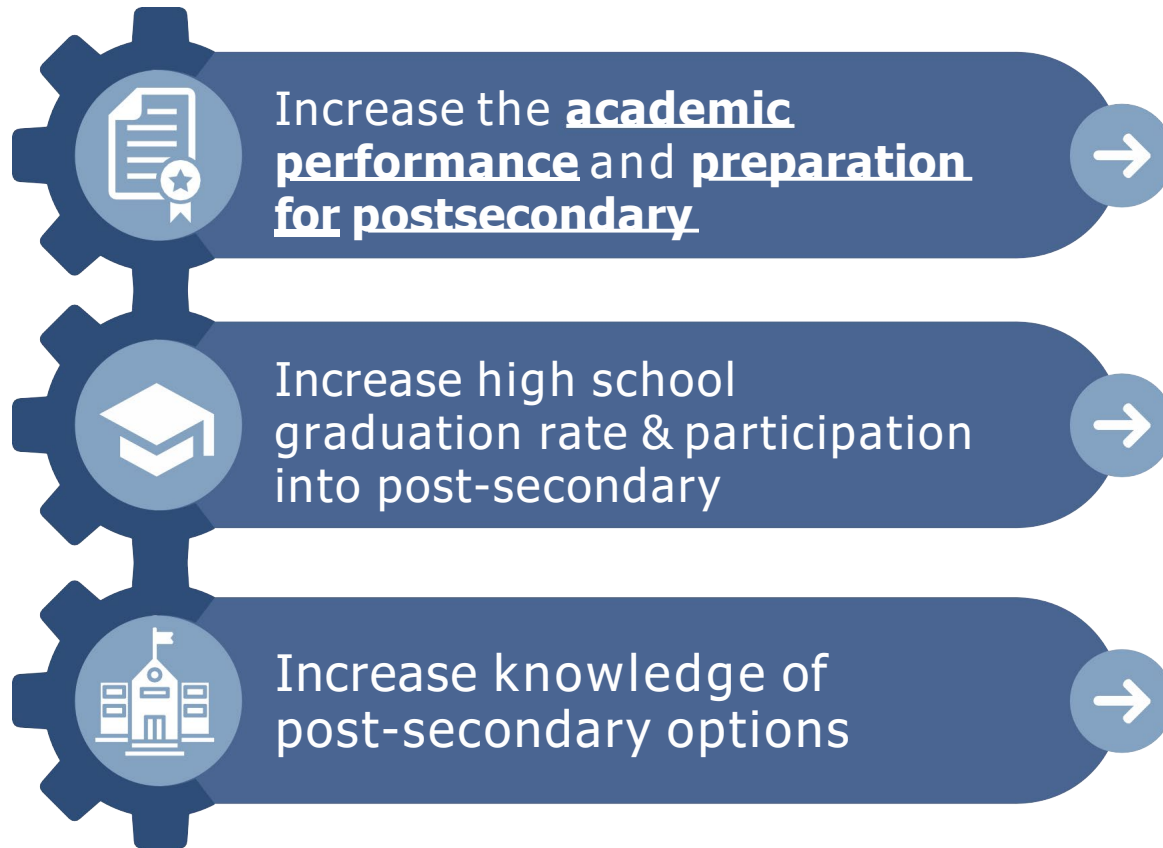 Increase the academic
performance and preparation
for postsecondary
Increase high school
graduation rate & participation
into post-secondary
Increase knowledge of
post-secondary options